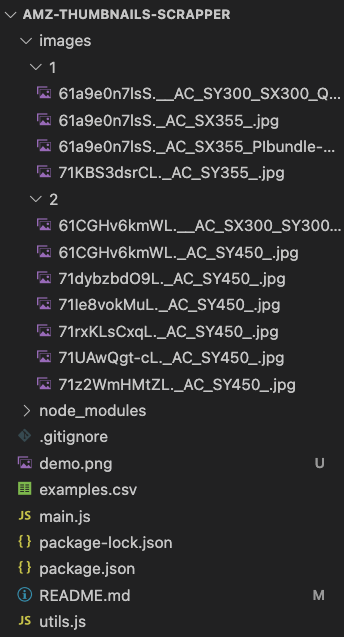 AMZ-THUMBNAILS-SCRAPPER
images
1
61a9e0n7lsS.__AC_SY300_SX300_Q...
61a9e0n7lsS._AC_SX355_.jpg
61a9e0n7lsS._AC_SX355_PIbundle-...
71KBS3dsrCL._AC_SY355_.jpg
2
61CGHv6kmWL.__AC_SX300_SY300...
61CGHv6kmWL._AC_SY450_.jpg
71dybzbdO9L._AC_SY450_.jpg
71le8vokMuL._AC_SY450_.jpg
71rxKLsCxqL._AC_SY450_.jpg
71UAwQgt-cL._AC_SY450_.jpg
71z2WmHMtZL._AC_SY450_.jpg
node_modules
.gitignore
demo.png U
examples.csv
JS main.js
{ } package-lock.json
{ } package.json
README.md M
JS utils.js